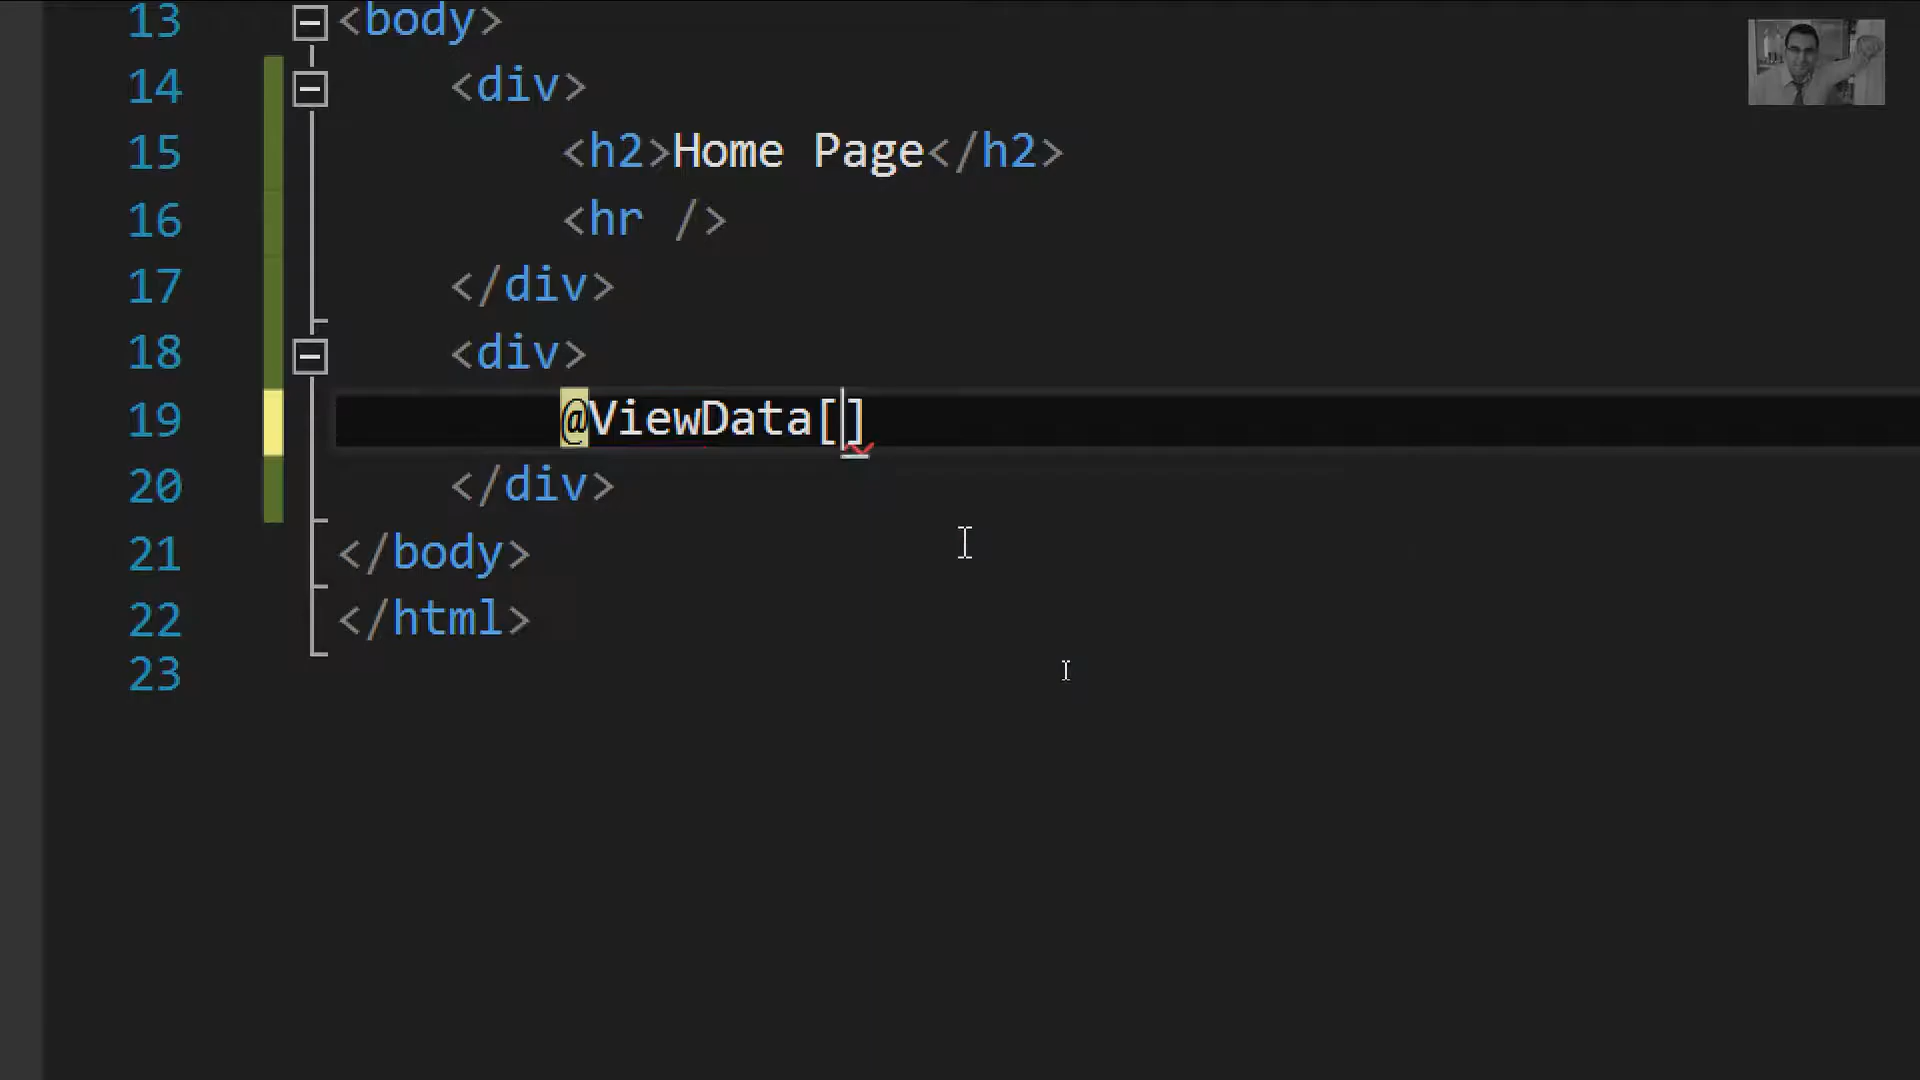 13 <body>
14 <div>
15 <h2>Home Page</h2>
16 <hr />
17 </div>
18 <div>
19 @ViewData[]
20 </div>
21 </body>
22 </html>
23